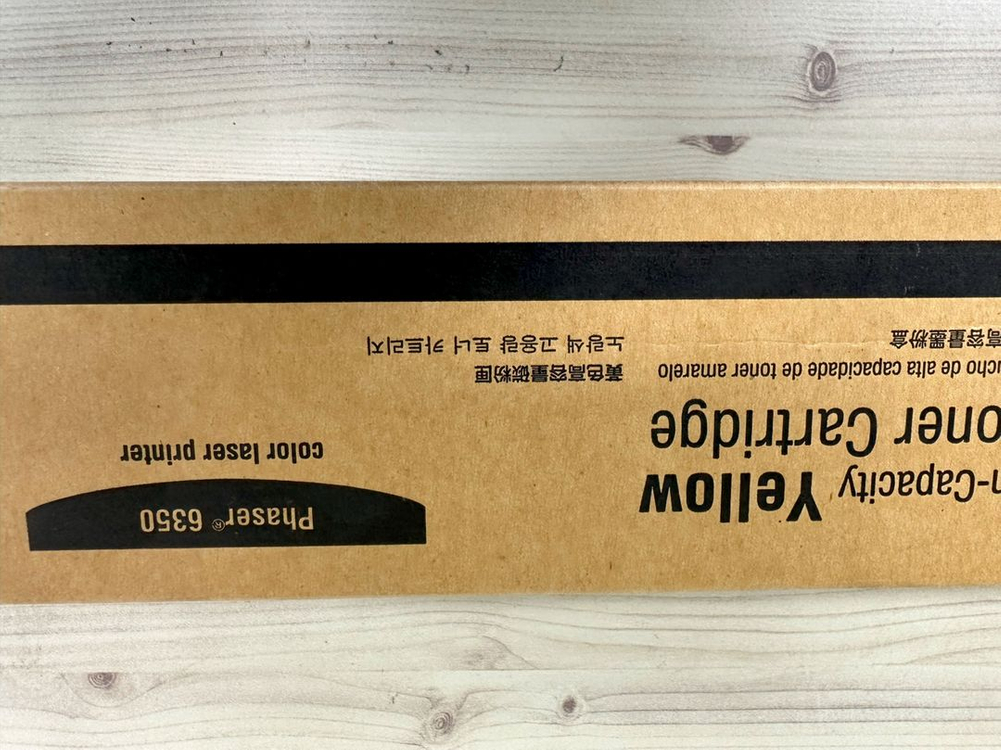 -Capacity Yellow
oner Cartridge
ucho de alta capacidade de toner amarelo
高容量墨粉盒
黃色高容量碳粉匣
노랑색 고용량 토너 카트리지
Phaser® 6350
color laser printer